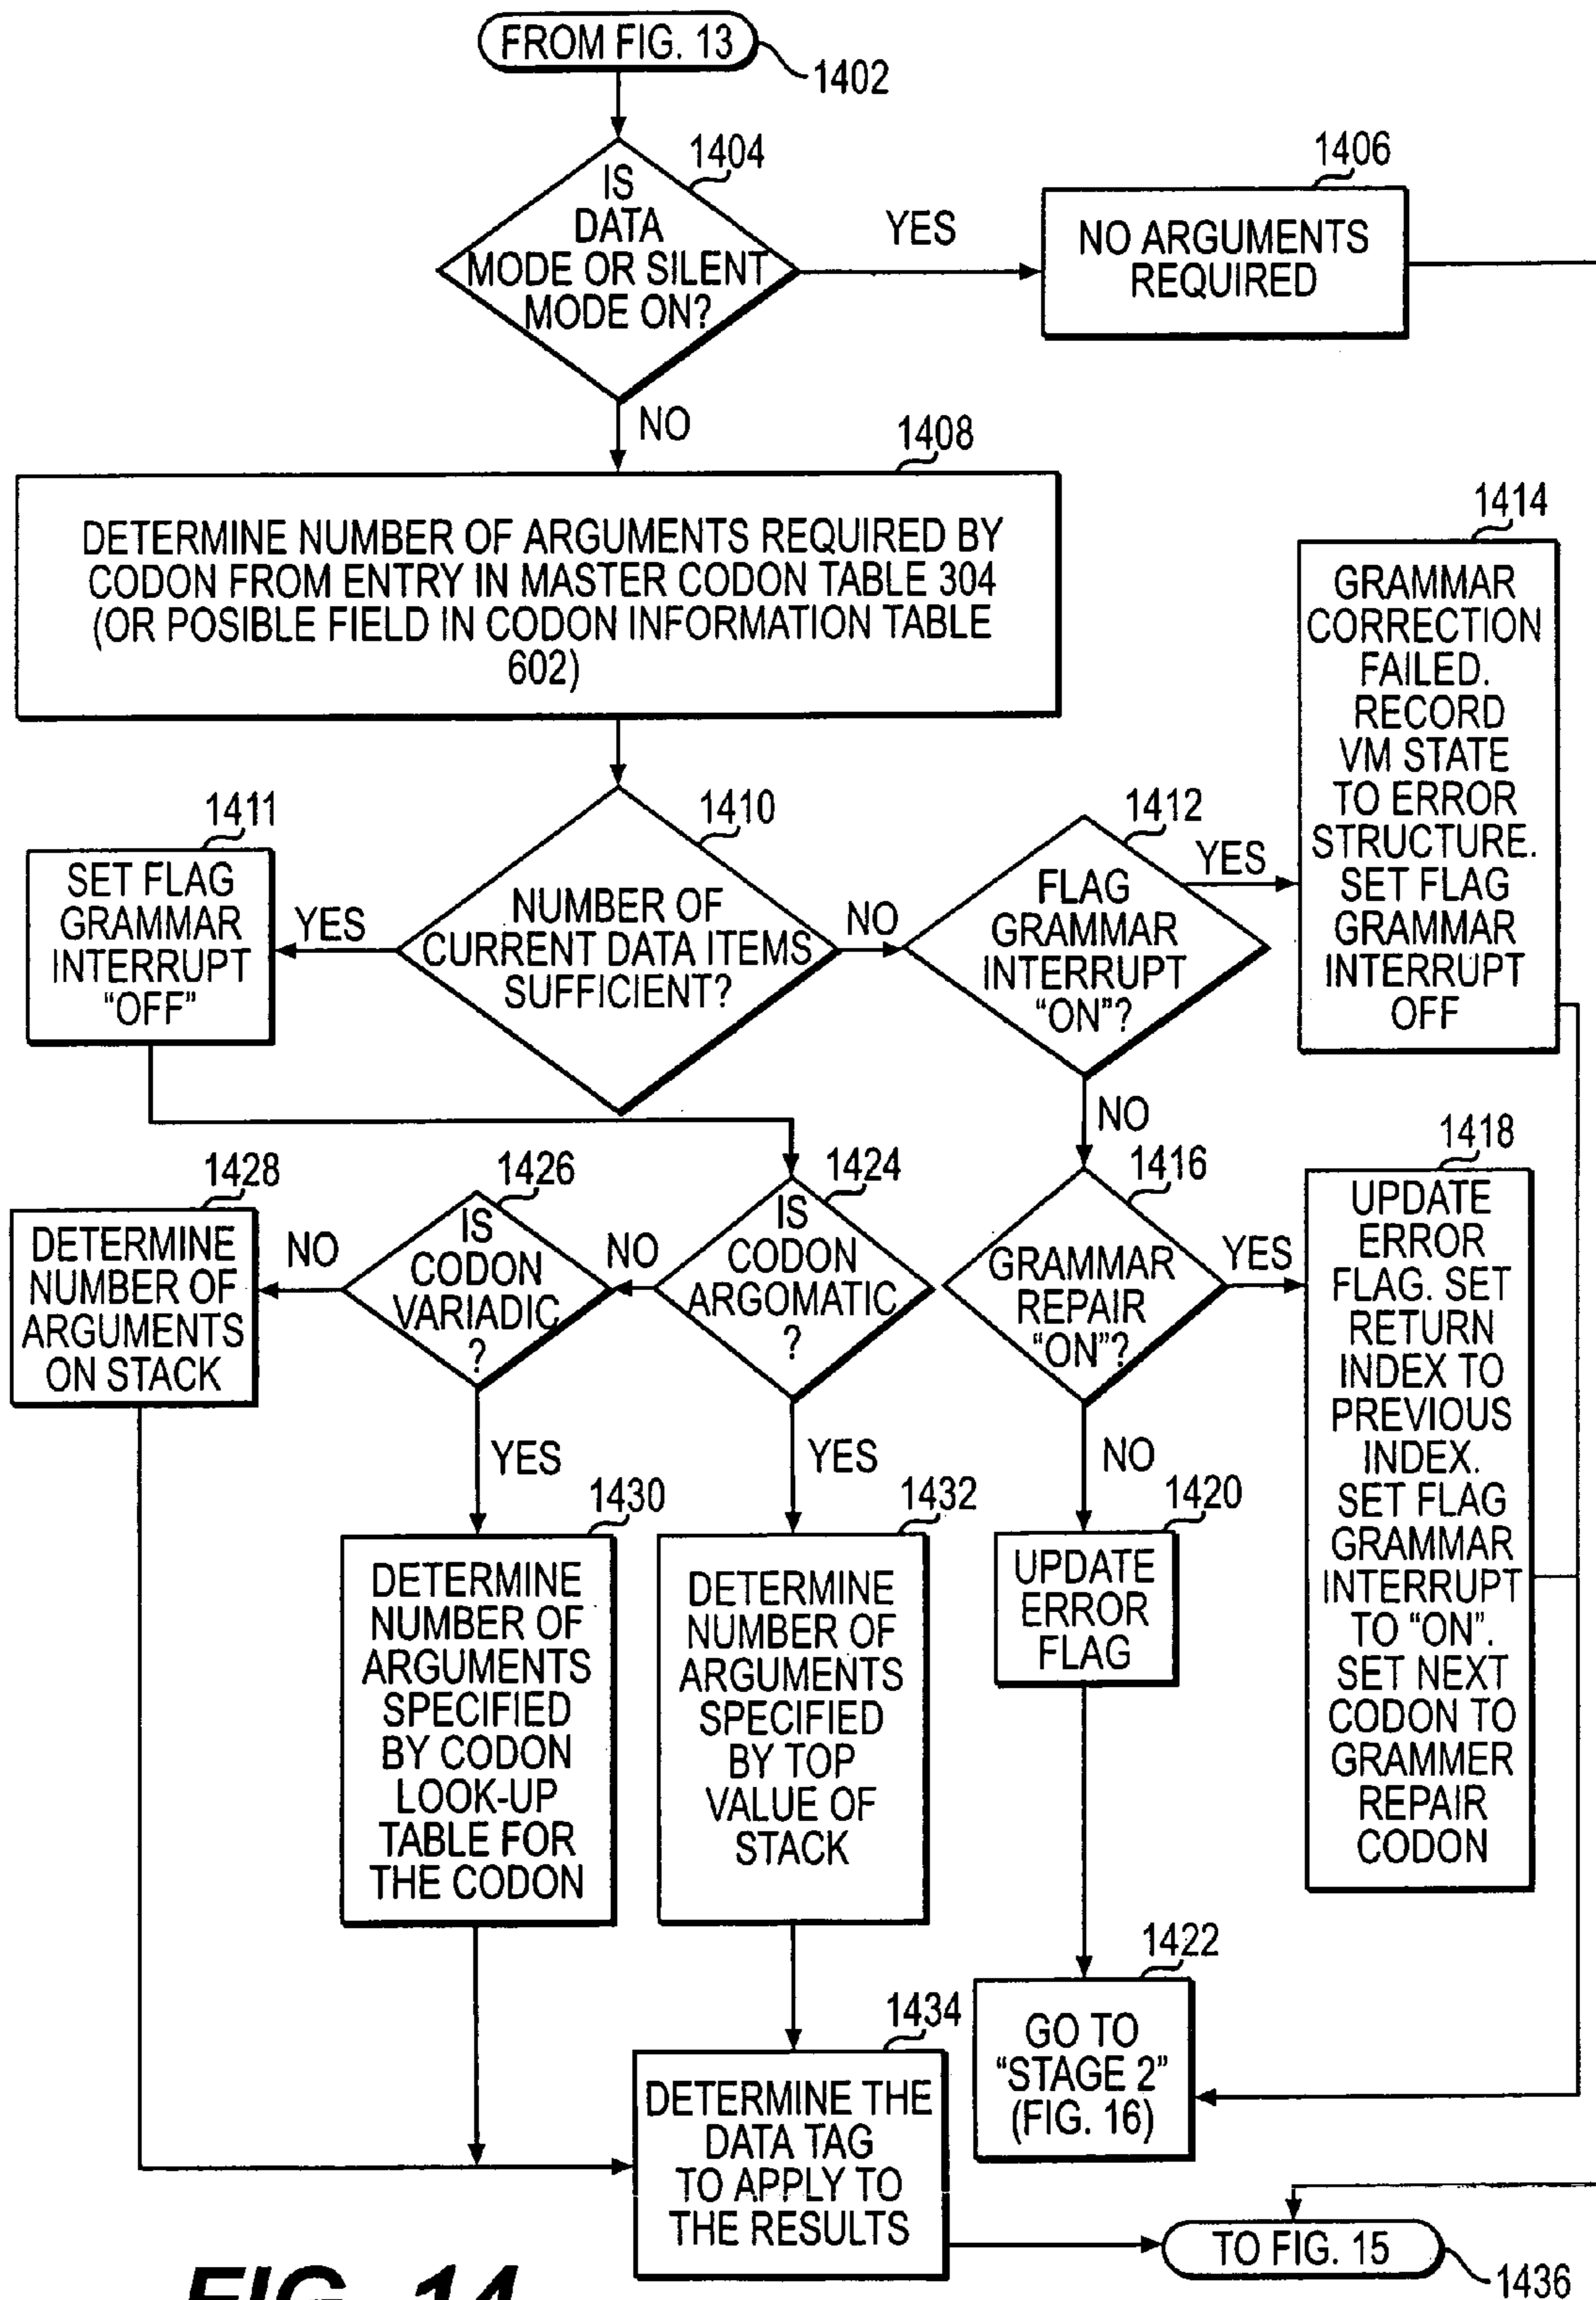 FROM FIG. 13
1402
1404
IS
DATA
MODE OR SILENT
MODE ON?
YES
1406
NO ARGUMENTS
REQUIRED
NO
1408
DETERMINE NUMBER OF ARGUMENTS REQUIRED BY
CODON FROM ENTRY IN MASTER CODON TABLE 304
(OR POSIBLE FIELD IN CODON INFORMATION TABLE
602)
1410
NUMBER OF
CURRENT DATA ITEMS
SUFFICIENT?
YES
1411
SET FLAG
GRAMMAR
INTERRUPT
“OFF”
NO
1412
FLAG
GRAMMAR
INTERRUPT
“ON”?
YES
1414
GRAMMAR
CORRECTION
FAILED.
RECORD
VM STATE
TO ERROR
STRUCTURE.
SET FLAG
GRAMMAR
INTERRUPT
OFF
NO
1416
GRAMMAR
REPAIR
“ON”?
YES
1418
UPDATE
ERROR
FLAG. SET
RETURN
INDEX TO
PREVIOUS
INDEX.
SET FLAG
GRAMMAR
INTERRUPT
TO “ON”.
SET NEXT
CODON TO
GRAMMER
REPAIR
CODON
NO
1420
UPDATE
ERROR
FLAG
1422
GO TO
“STAGE 2”
(FIG. 16)
1424
IS
CODON
ARGOMATIC
?
NO
1426
IS
CODON
VARIADIC
?
NO
1428
DETERMINE
NUMBER OF
ARGUMENTS
ON STACK
YES
1430
DETERMINE
NUMBER OF
ARGUMENTS
SPECIFIED
BY CODON
LOOK-UP
TABLE FOR
THE CODON
YES
1432
DETERMINE
NUMBER OF
ARGUMENTS
SPECIFIED
BY TOP
VALUE OF
STACK
1434
DETERMINE THE
DATA TAG
TO APPLY TO
THE RESULTS
TO FIG. 15
1436
FIG. 14